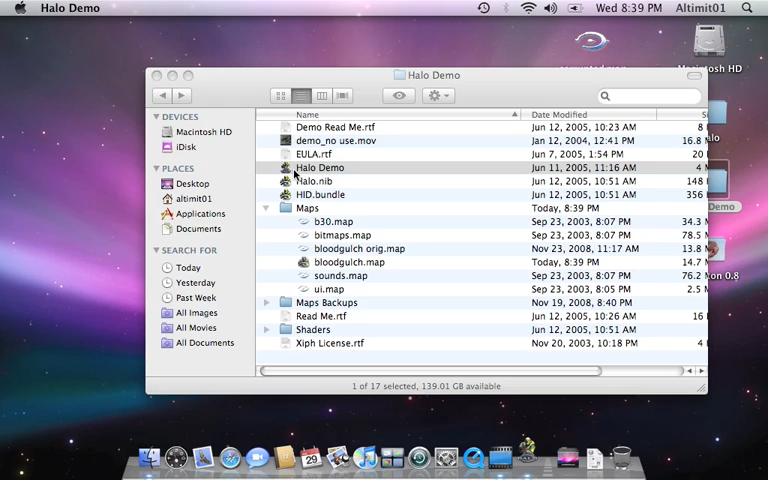 Halo Demo
Wed 8:39 PM
Altimit01
Macintosh HD
Halo Demo
DEVICES
Macintosh HD
iDisk
PLACES
Desktop
altimit01
Applications
Documents
SEARCH FOR
Today
Yesterday
Past Week
All Images
All Movies
All Documents
Name Date Modified
Demo Read Me.rtf Jun 12, 2005, 10:23 AM 8
demo_no use.mov Jan 12, 2004, 12:41 PM 16.8
EULA.rtf Jun 7, 2005, 1:54 PM 20
Halo Demo Jun 11, 2005, 11:16 AM 4
Halo.nib Jun 12, 2005, 10:51 AM 148
HID.bundle Jun 12, 2005, 10:51 AM 356
Maps Today, 8:39 PM
b30.map Sep 23, 2003, 8:07 PM 34.3
bitmaps.map Sep 23, 2003, 8:07 PM 78.5
bloodgulch orig.map Nov 23, 2008, 11:17 AM 13.8
bloodgulch.map Today, 8:39 PM 14.7
sounds.map Sep 23, 2003, 8:07 PM 76.2
ui.map Sep 23, 2003, 8:05 PM 2.5
Maps Backups Nov 19, 2008, 8:40 PM
Read Me.rtf Jun 12, 2005, 10:26 AM 16
Shaders Jun 12, 2005, 10:51 AM
Xiph License.rtf Nov 20, 2003, 10:18 PM 4
1 of 17 selected, 139.01 GB available
Demo
on 0.8
29